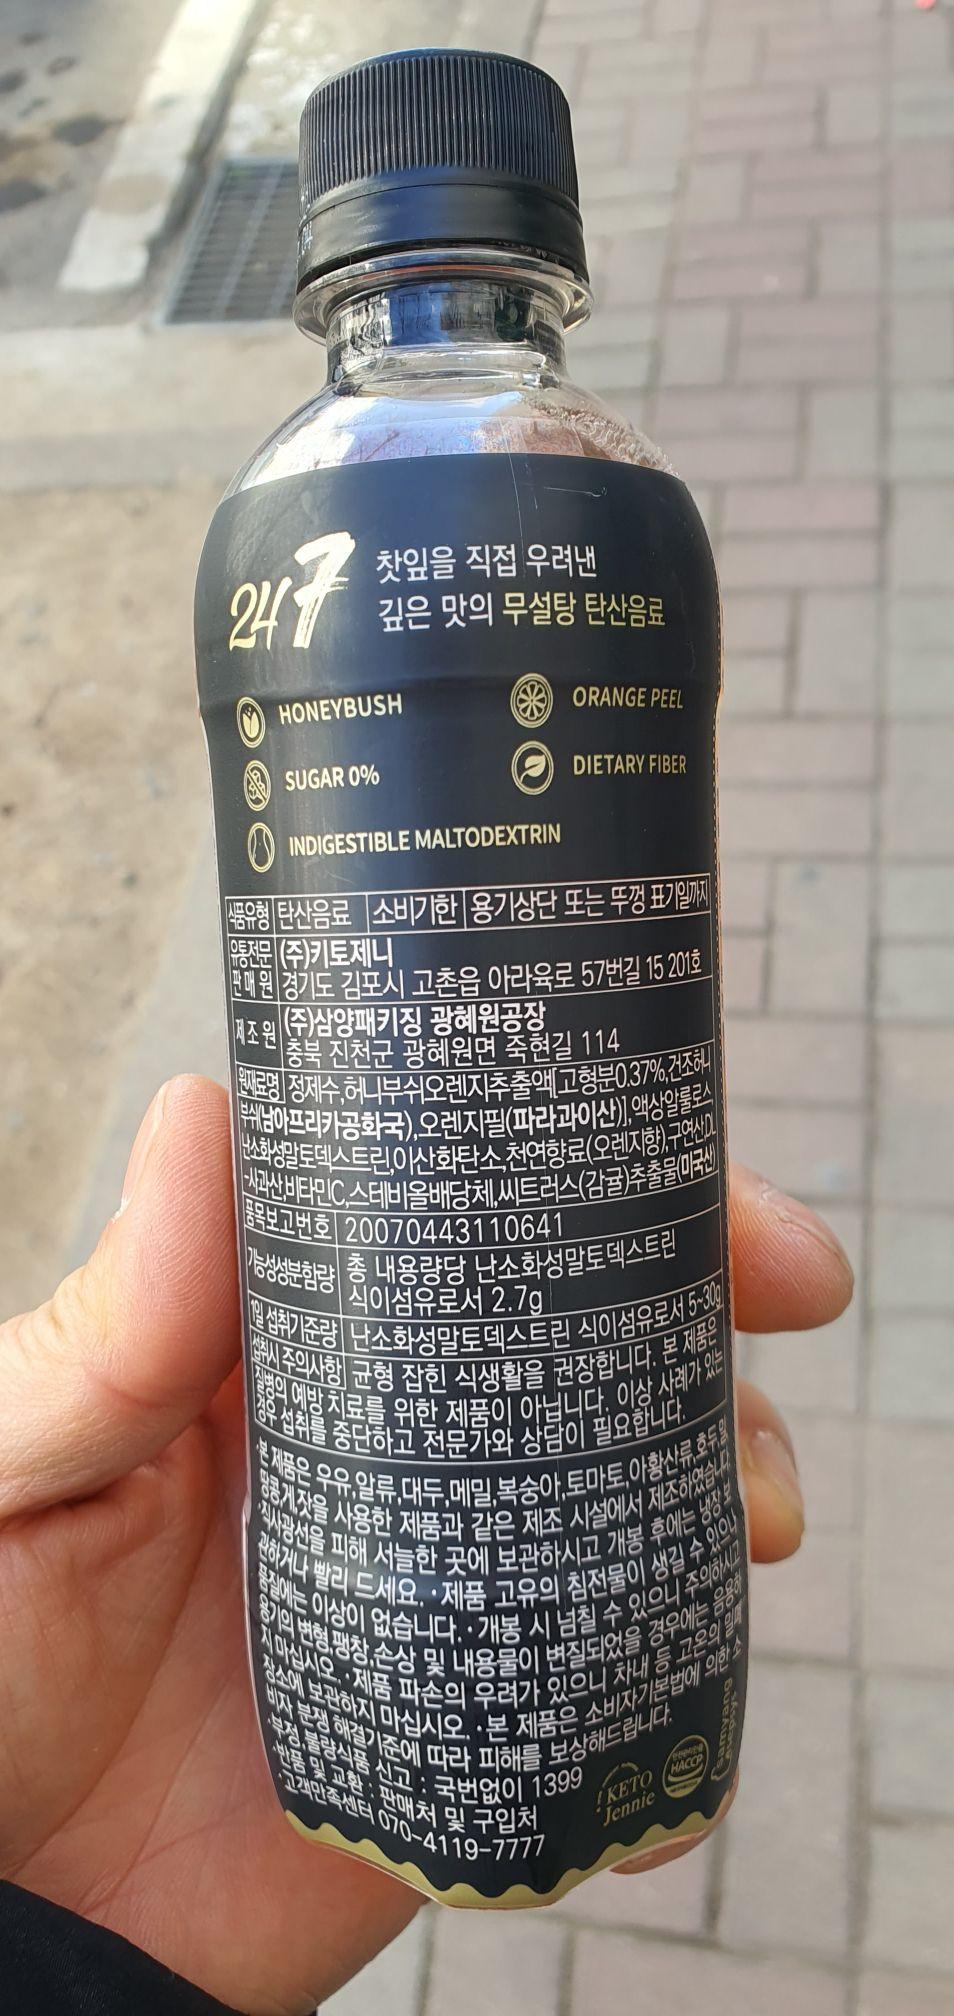 247
찻잎을 직접 우려낸
깊은 맛의 무설탕 탄산음료
HONEYBUSH
ORANGE PEEL
SUGAR 0%
DIETARY FIBER
INDIGESTIBLE MALTODEXTRIN
식품유형 탄산음료 소비기한 용기상단 또는 뚜껑 표기일까지
유통전문 판매원 (주)키토제니
경기도 김포시 고촌읍 아라육로 57번길 15 201호
제조원 (주)삼양패키징 광혜원공장
충북 진천군 광혜원면 죽현길 114
원재료명 정제수,허니부쉬오렌지추출액[고형분0.37%,건조허니
부쉬(남아프리카공화국),오렌지필(파라과이산)],액상알룰로스
난소화성말토덱스트린,이산화탄소,천연향료(오렌지향),구연산,DL
-사과산,비타민C,스테비올배당체,씨트러스(감귤)추출물(미국산)
품목보고번호 20070443110641
기능성성분함량 총 내용량당 난소화성말토덱스트린
식이섬유로서 2.7g
1일 섭취기준량 난소화성말토덱스트린 식이섬유로서 5~30g
섭취시 주의사항 균형 잡힌 식생활을 권장합니다. 본 제품은
질병의 예방 치료를 위한 제품이 아닙니다. 이상 사례가 있는
경우 섭취를 중단하고 전문가와 상담이 필요합니다.
·본 제품은 우유,알류,대두,메밀,복숭아,토마토,아황산류,호두,밀,
땅콩,게,잣을 사용한 제품과 같은 제조 시설에서 제조하였습니다.
·직사광선을 피해 서늘한 곳에 보관하시고 개봉 후에는 냉장 보
관하거나 빨리 드세요. ·제품 고유의 침전물이 생길 수 있으나
품질에는 이상이 없습니다. ·개봉 시 넘칠 수 있으니 주의하시고
용기의 변형,팽창,손상 및 내용물이 변질되었을 경우에는 음용하
지 마십시오. ·제품 파손의 우려가 있으니 차내 등 고온의 밀폐
장소에 보관하지 마십시오. ·본 제품은 소비자기본법에 의한 소
비자 분쟁 해결기준에 따라 피해를 보상해드립니다.
·부정,불량식품 신고 : 국번없이 1399
·반품 및 교환 : 판매처 및 구입처
·고객만족센터 070-4119-7777
KETO
Jennie
HACCP
samyang